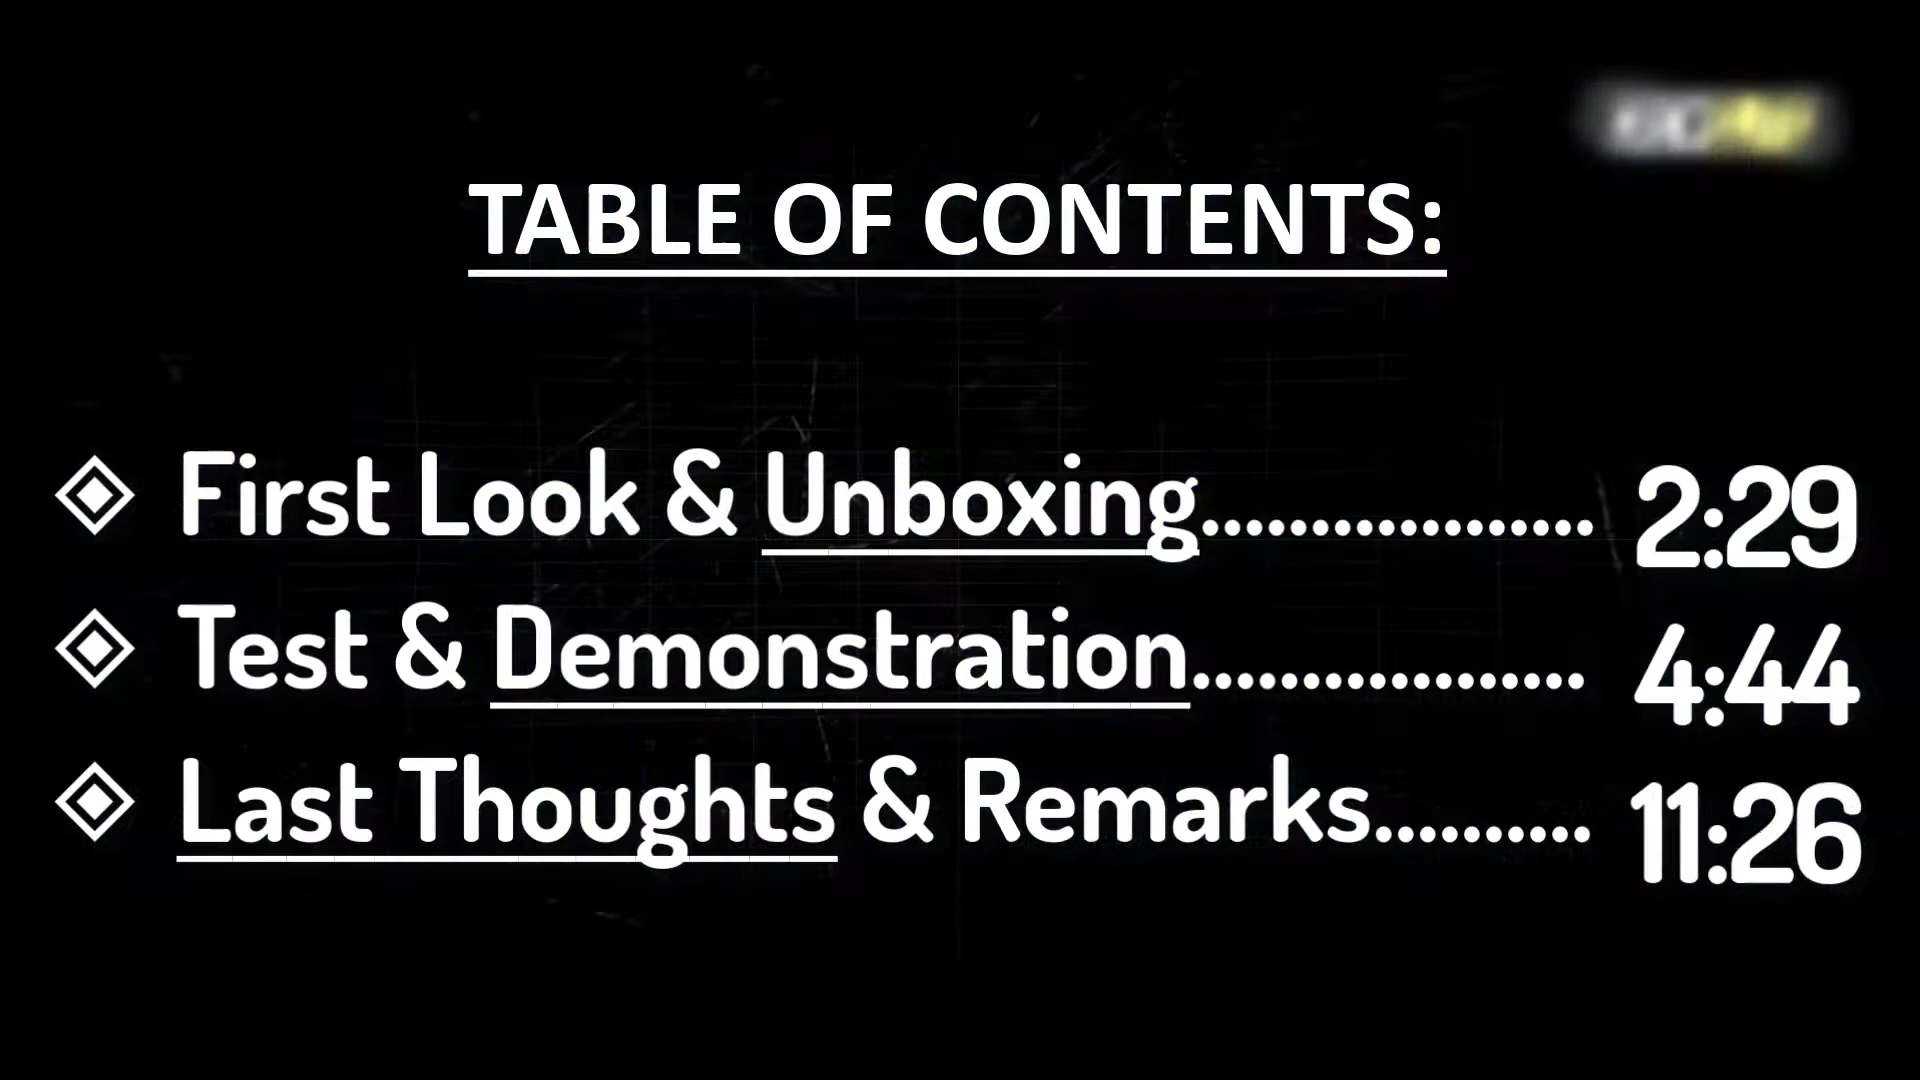 TABLE OF CONTENTS:
First Look & Unboxing.................. 2:29
Test & Demonstration.................. 4:44
Last Thoughts & Remarks.......... 11:26